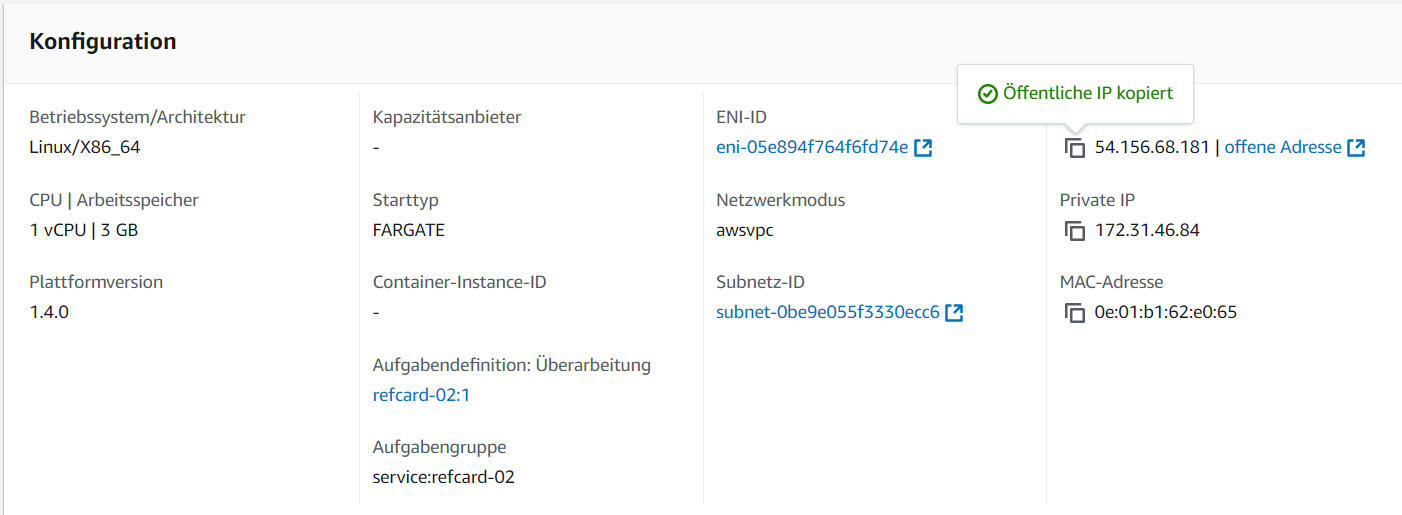 Konfiguration
Öffentliche IP kopiert
Betriebssystem/Architektur
Linux/X86_64
CPU | Arbeitsspeicher
1 vCPU | 3 GB
Plattformversion
1.4.0
Kapazitätsanbieter
-
Starttyp
FARGATE
Container-Instance-ID
-
Aufgabendefinition: Überarbeitung
refcard-02:1
Aufgabengruppe
service:refcard-02
ENI-ID
eni-05e894f764f6fd74e
Netzwerkmodus
awsvpc
Subnetz-ID
subnet-0be9e055f3330ecc6
54.156.68.181 | offene Adresse
Private IP
172.31.46.84
MAC-Adresse
0e:01:b1:62:e0:65